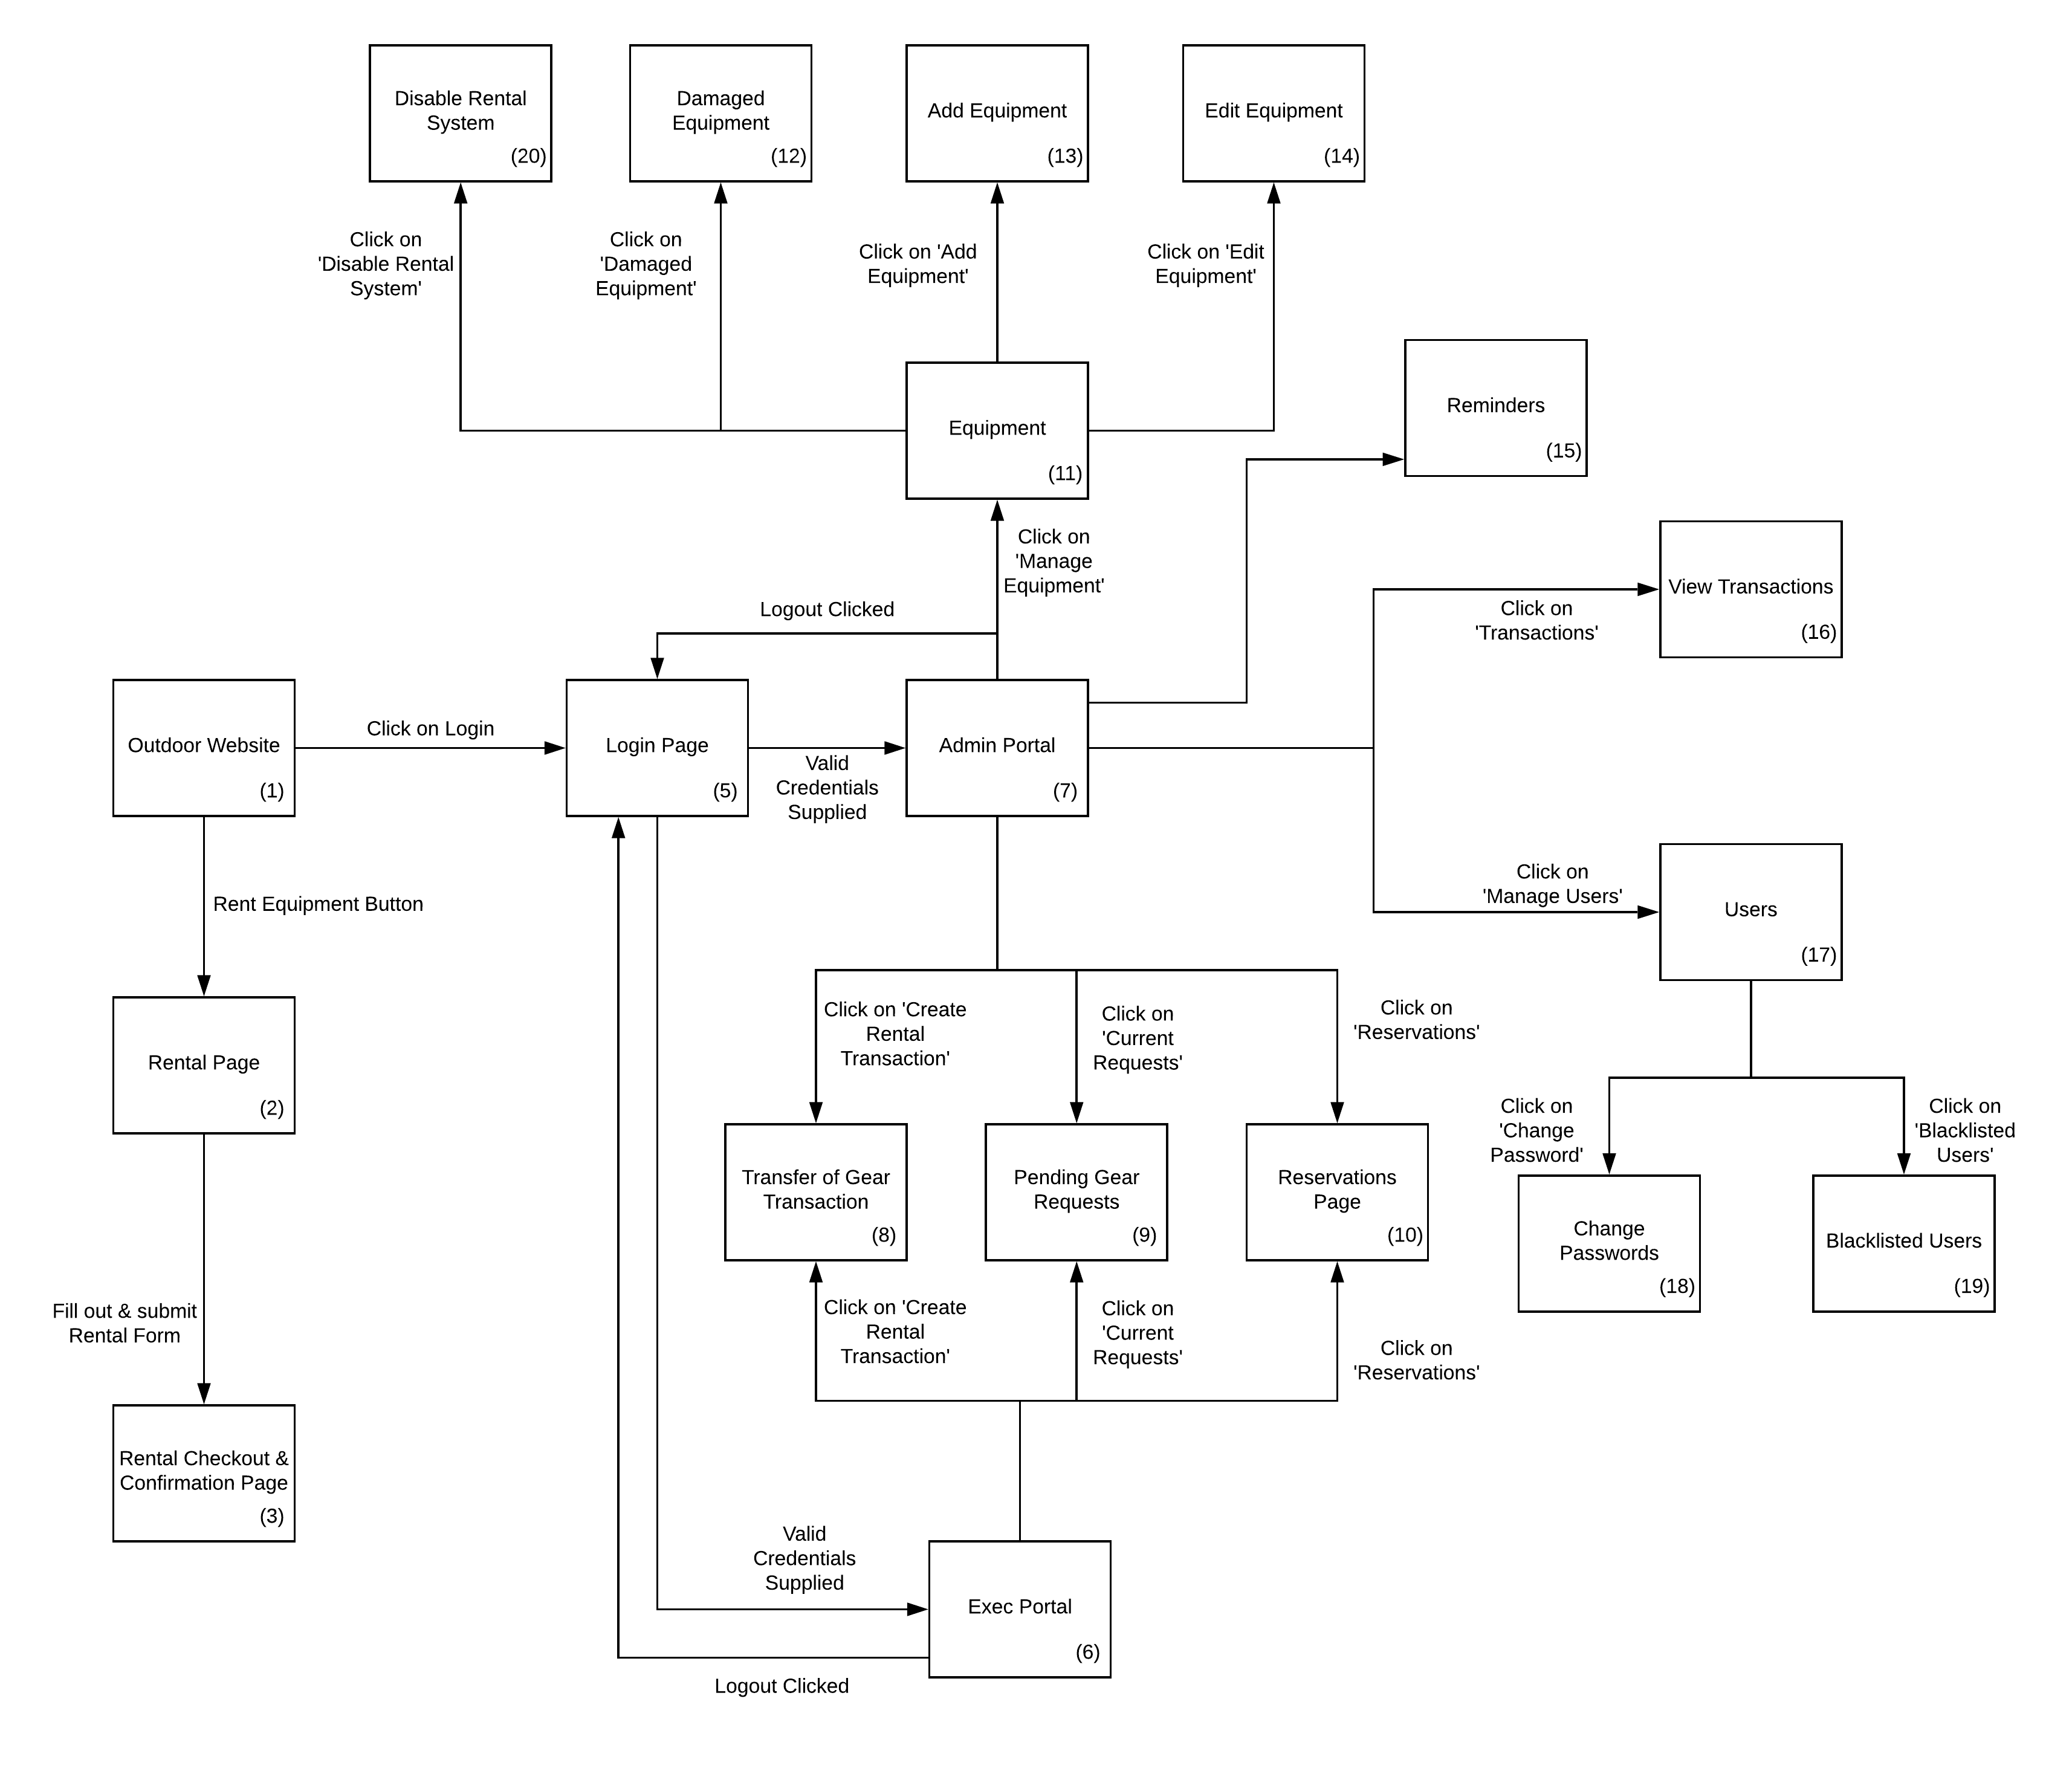 Disable Rental
System
(20)
Damaged
Equipment
(12)
Add Equipment
(13)
Edit Equipment
(14)
Click on
'Disable Rental
System'
Click on
'Damaged
Equipment'
Click on 'Add
Equipment'
Click on 'Edit
Equipment'
Equipment
(11)
Reminders
(15)
Click on
'Manage
Equipment'
Logout Clicked
View Transactions
(16)
Click on
'Transactions'
Outdoor Website
(1)
Click on Login
Login Page
(5)
Valid
Credentials
Supplied
Admin Portal
(7)
Click on
'Manage Users'
Users
(17)
Rent Equipment Button
Rental Page
(2)
Click on 'Create
Rental
Transaction'
Click on
'Current
Requests'
Click on
'Reservations'
Click on
'Change
Password'
Click on
'Blacklisted
Users'
Transfer of Gear
Transaction
(8)
Pending Gear
Requests
(9)
Reservations
Page
(10)
Change
Passwords
(18)
Blacklisted Users
(19)
Fill out & submit
Rental Form
Click on 'Create
Rental
Transaction'
Click on
'Current
Requests'
Click on
'Reservations'
Rental Checkout &
Confirmation Page
(3)
Valid
Credentials
Supplied
Exec Portal
(6)
Logout Clicked